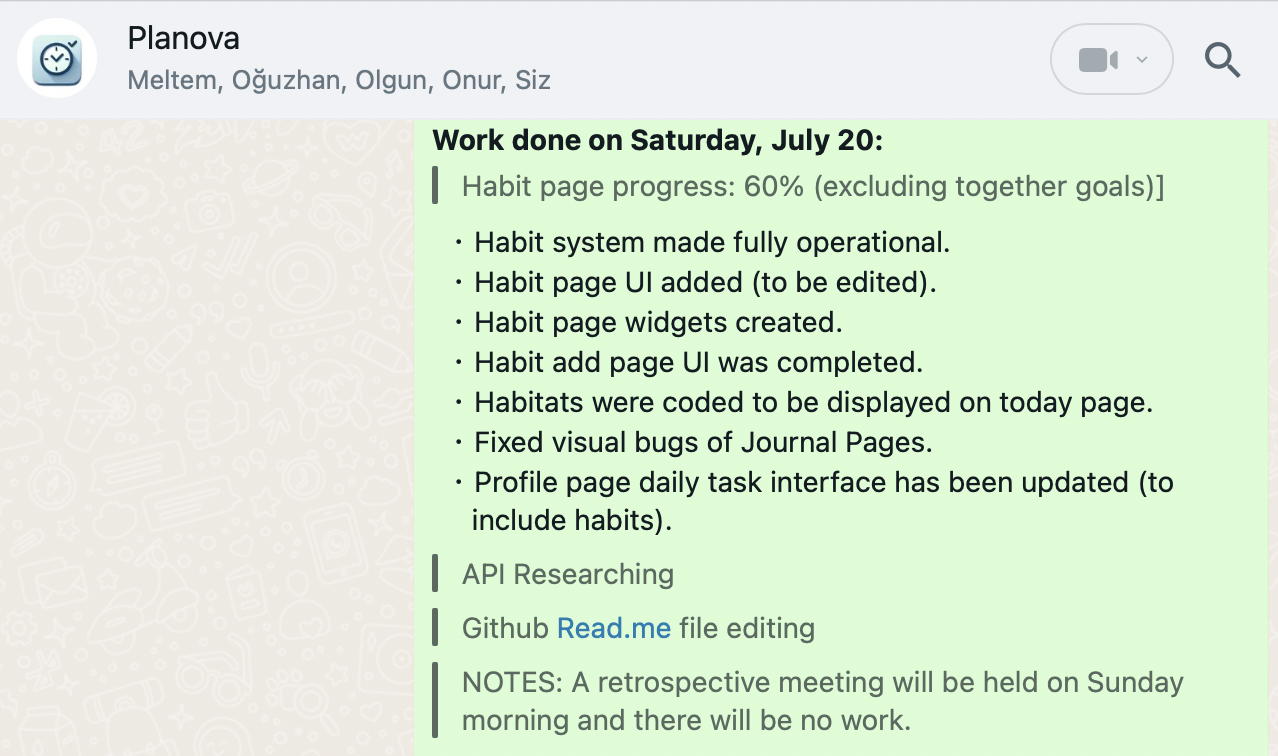 Planova
Meltem, Oğuzhan, Olgun, Onur, Siz
Work done on Saturday, July 20:
Habit page progress: 60% (excluding together goals)]
· Habit system made fully operational.
· Habit page UI added (to be edited).
· Habit page widgets created.
· Habit add page UI was completed.
· Habitats were coded to be displayed on today page.
· Fixed visual bugs of Journal Pages.
· Profile page daily task interface has been updated (to
include habits).
API Researching
Github Read.me file editing
NOTES: A retrospective meeting will be held on Sunday
morning and there will be no work.